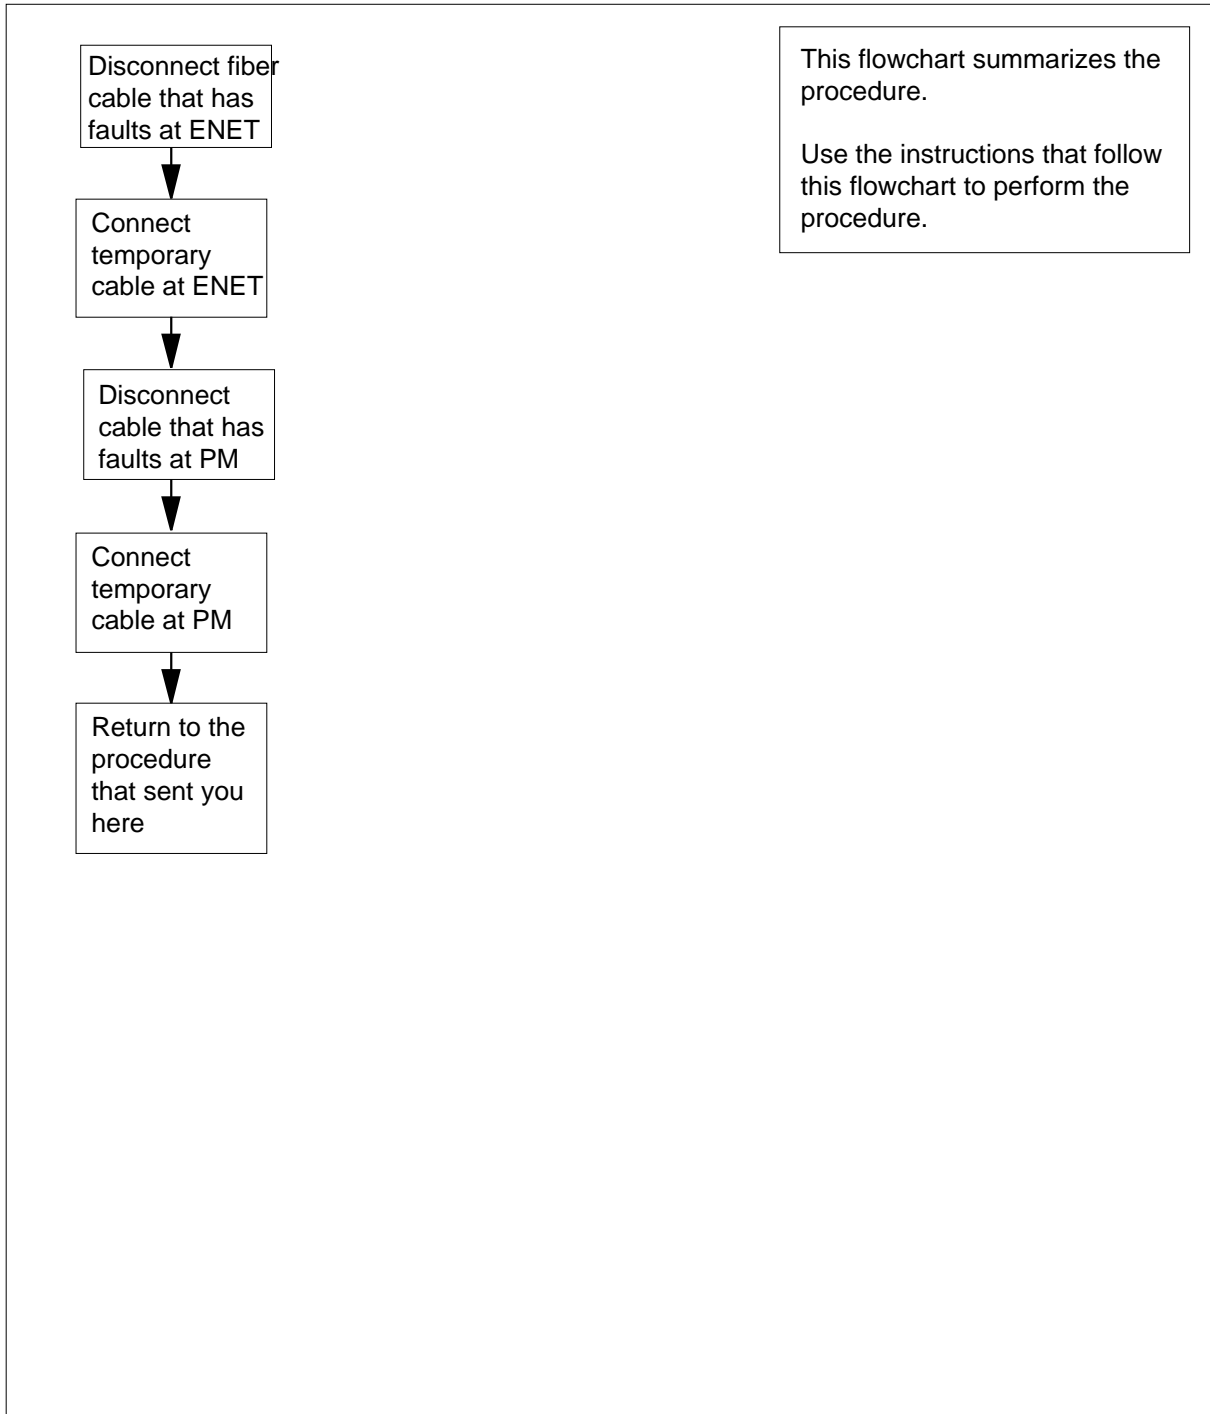 Disconnect fiber
cable that has
faults at ENET
Connect
temporary
cable at ENET
Disconnect
cable that has
faults at PM
Connect
temporary
cable at PM
Return to the
procedure
that sent you
here
This flowchart summarizes the
procedure.
Use the instructions that follow
this flowchart to perform the
procedure.